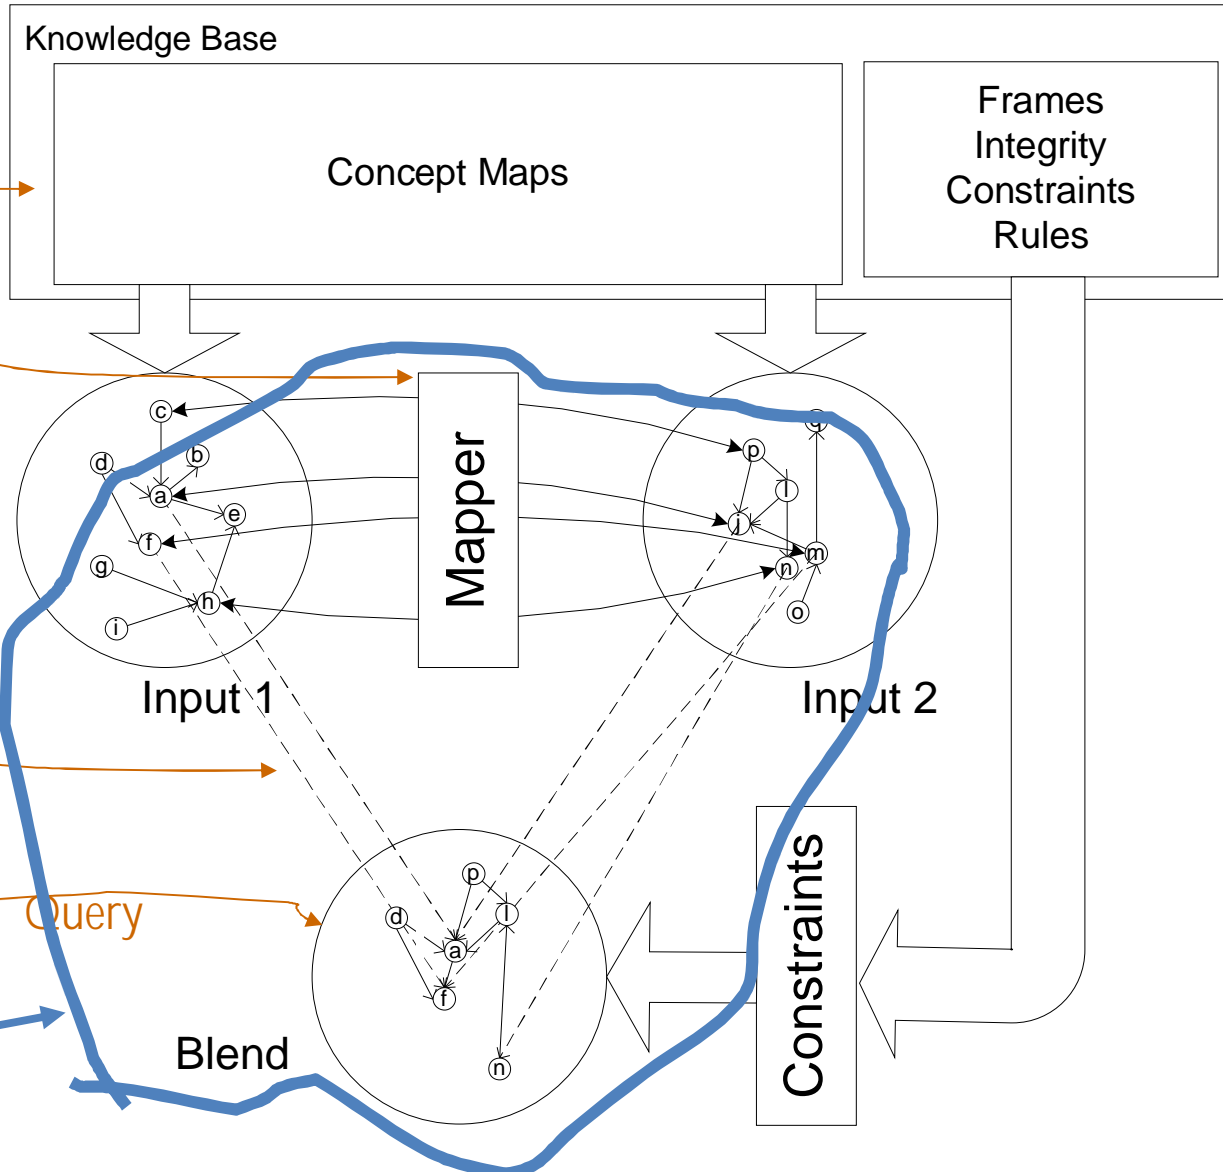 Knowledge Base
Concept Maps
Frames
Integrity
Constraints
Rules
c
b
d
a
e
f
g
h
i
Mapper
q
p
l
j
m
n
o
Input 1
Input 2
Query
p
d
l
a
f
n
Blend
Constraints